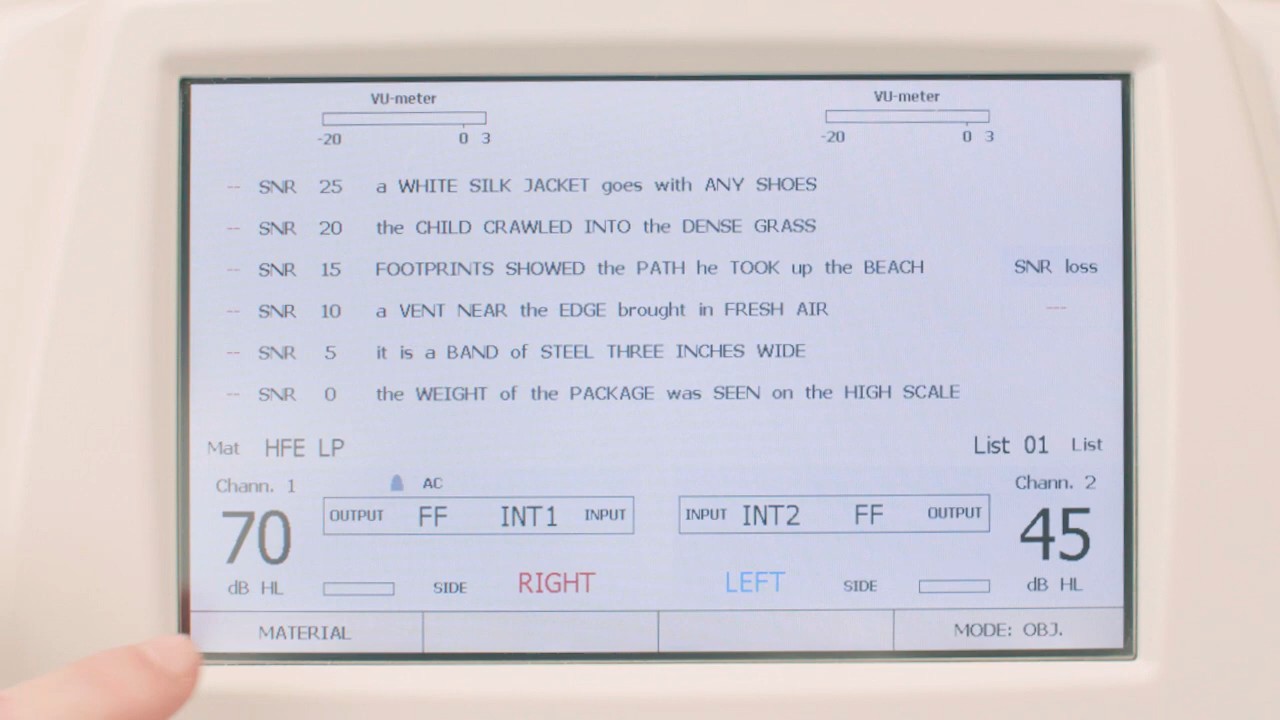 VU-meter VU-meter
-20 0 3 -20 0 3
-- SNR 25 a WHITE SILK JACKET goes with ANY SHOES
-- SNR 20 the CHILD CRAWLED INTO the DENSE GRASS
-- SNR 15 FOOTPRINTS SHOWED the PATH he TOOK up the BEACH SNR loss
-- SNR 10 a VENT NEAR the EDGE brought in FRESH AIR ---
-- SNR 5 it is a BAND of STEEL THREE INCHES WIDE
-- SNR 0 the WEIGHT of the PACKAGE was SEEN on the HIGH SCALE
Mat HFE LP List 01 List
Chann. 1 AC Chann. 2
70 OUTPUT FF INT1 INPUT INPUT INT2 FF OUTPUT 45
dB HL SIDE RIGHT LEFT SIDE dB HL
MATERIAL MODE: OBJ.